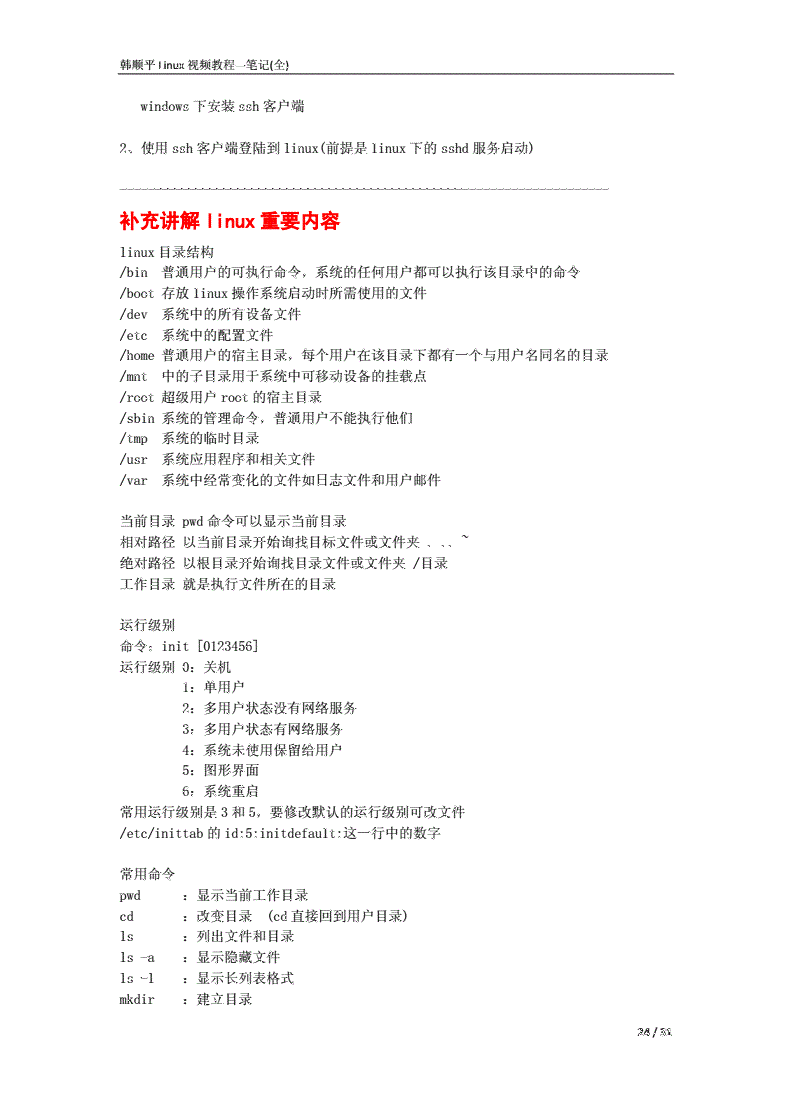 韩顺平 linux 视频教程—笔记(全)
windows 下安装 ssh 客户端
2、使用 ssh 客户端登陆到 linux(前提是 linux 下的 sshd 服务启动)
补充讲解 linux 重要内容
linux 目录结构
/bin 普通用户的可执行命令，系统的任何用户都可以执行该目录中的命令
/boot 存放 linux 操作系统启动时所需使用的文件
/dev 系统中的所有设备文件
/etc 系统中的配置文件
/home 普通用户的宿主目录，每个用户在该目录下都有一个与用户名同名的目录
/mnt 中的子目录用于系统中可移动设备的挂载点
/root 超级用户 root 的宿主目录
/sbin 系统的管理命令，普通用户不能执行他们
/tmp 系统的临时目录
/usr 系统应用程序和相关文件
/var 系统中经常变化的文件如日志文件和用户邮件
当前目录 pwd 命令可以显示当前目录
相对路径 以当前目录开始询找目标文件或文件夹 . .. ~
绝对路径 以根目录开始询找目录文件或文件夹 /目录
工作目录 就是执行文件所在的目录
运行级别
命令：init [0123456]
运行级别 0：关机
1：单用户
2：多用户状态没有网络服务
3：多用户状态有网络服务
4：系统未使用保留给用户
5：图形界面
6：系统重启
常用运行级别是 3 和 5，要修改默认的运行级别可改文件
/etc/inittab 的 id:5:initdefault:这一行中的数字
常用命令
pwd ：显示当前工作目录
cd ：改变目录 (cd 直接回到用户目录)
ls ：列出文件和目录
ls -a ：显示隐藏文件
ls -l ：显示长列表格式
mkdir ：建立目录